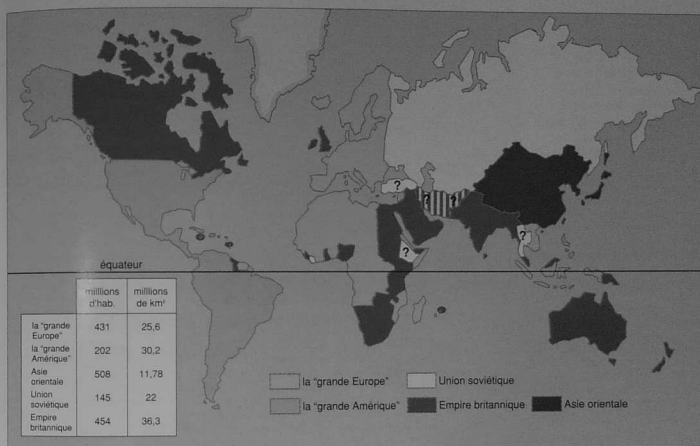 ?
? ?
?
?
équateur
milllions d'hab. milllions de km²
la "grande Europe" 431 25,6
la "grande Amérique" 202 30,2
Asie orientale 508 11,78
Union soviétique 145 22
Empire britannique 454 36,3
la "grande Europe" Union soviétique
la "grande Amérique" Empire britannique Asie orientale